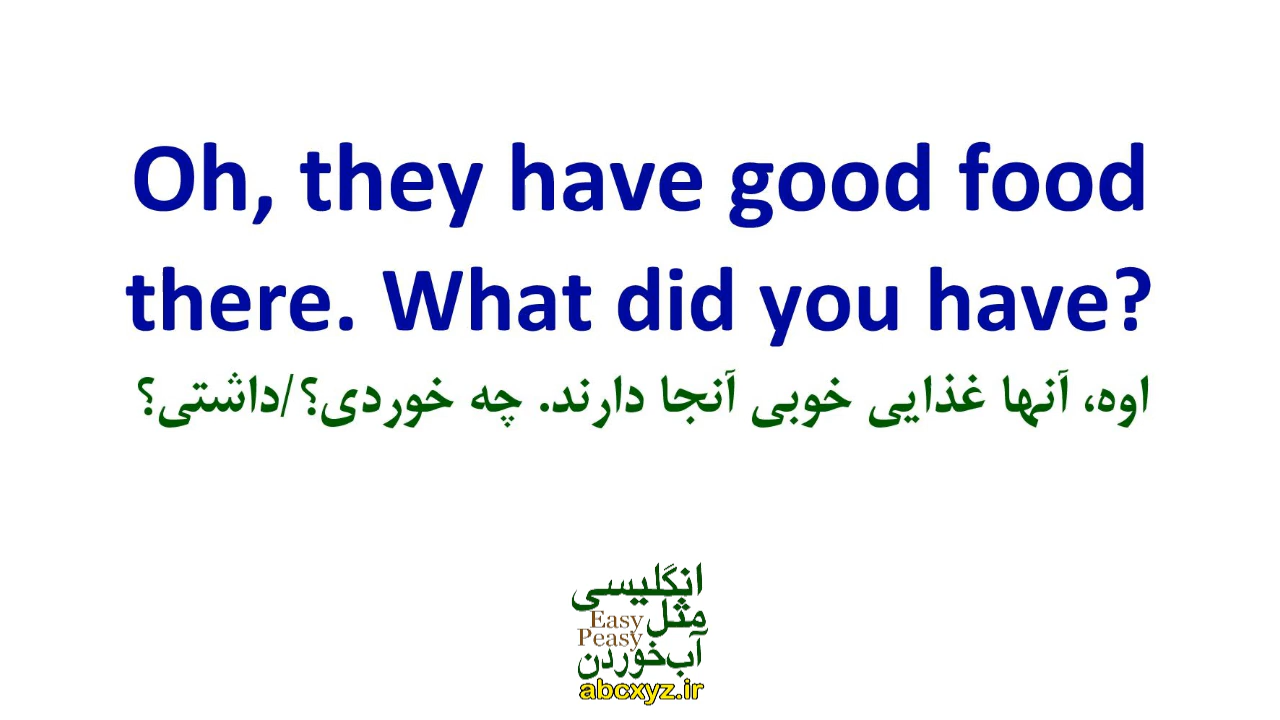 Oh, they have good food
there. What did you have?
اوه، آنها غذایی خوبی آنجا دارند. چه خوردی؟/داشتی؟
انگلیسی
مثل
Easy
Peasy
آب‌خوردن
abcxyz.ir